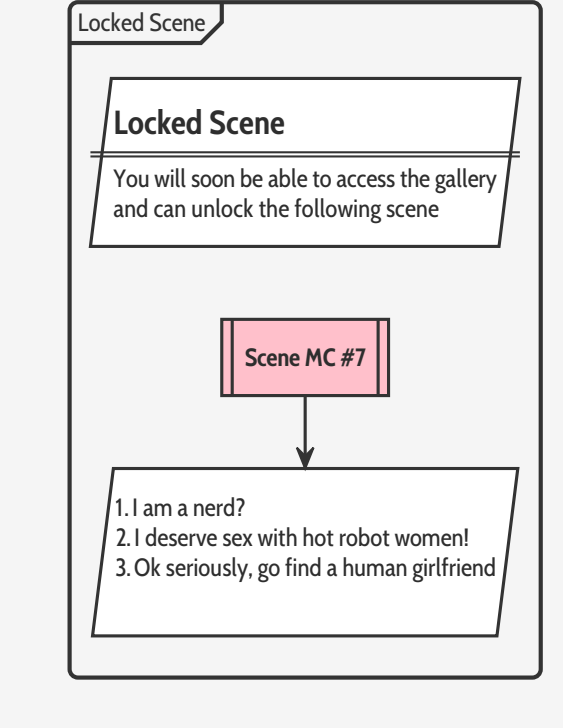 Locked Scene
Locked Scene
You will soon be able to access the gallery
and can unlock the following scene
Scene MC #7
1. I am a nerd?
2. I deserve sex with hot robot women!
3. Ok seriously, go find a human girlfriend